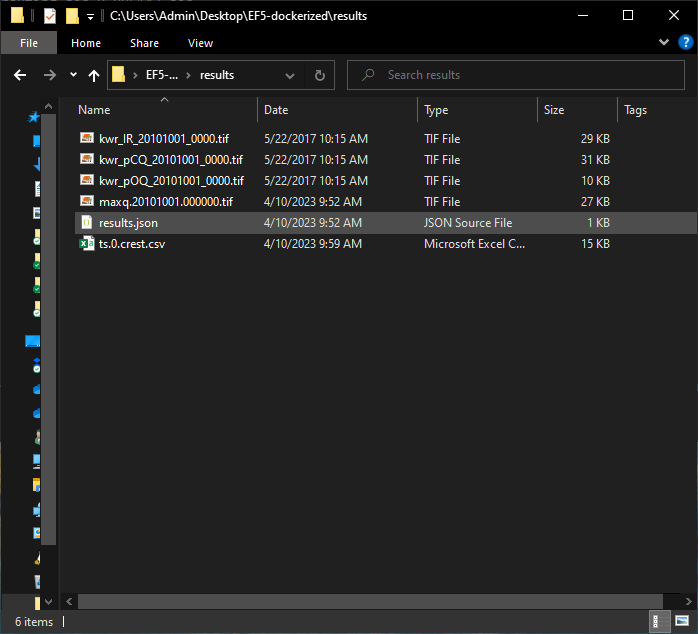 C:\Users\Admin\Desktop\EF5-dockerized\results
File Home Share View
EF5-... results Search results
Name Date Type Size Tags
kwr_IR_20101001_0000.tif 5/22/2017 10:15 AM TIF File 29 KB
kwr_pCQ_20101001_0000.tif 5/22/2017 10:15 AM TIF File 31 KB
kwr_pOQ_20101001_0000.tif 5/22/2017 10:15 AM TIF File 10 KB
maxq.20101001.000000.tif 4/10/2023 9:52 AM TIF File 27 KB
results.json 4/10/2023 9:52 AM JSON Source File 1 KB
ts.0.crest.csv 4/10/2023 9:59 AM Microsoft Excel C... 15 KB
6 items